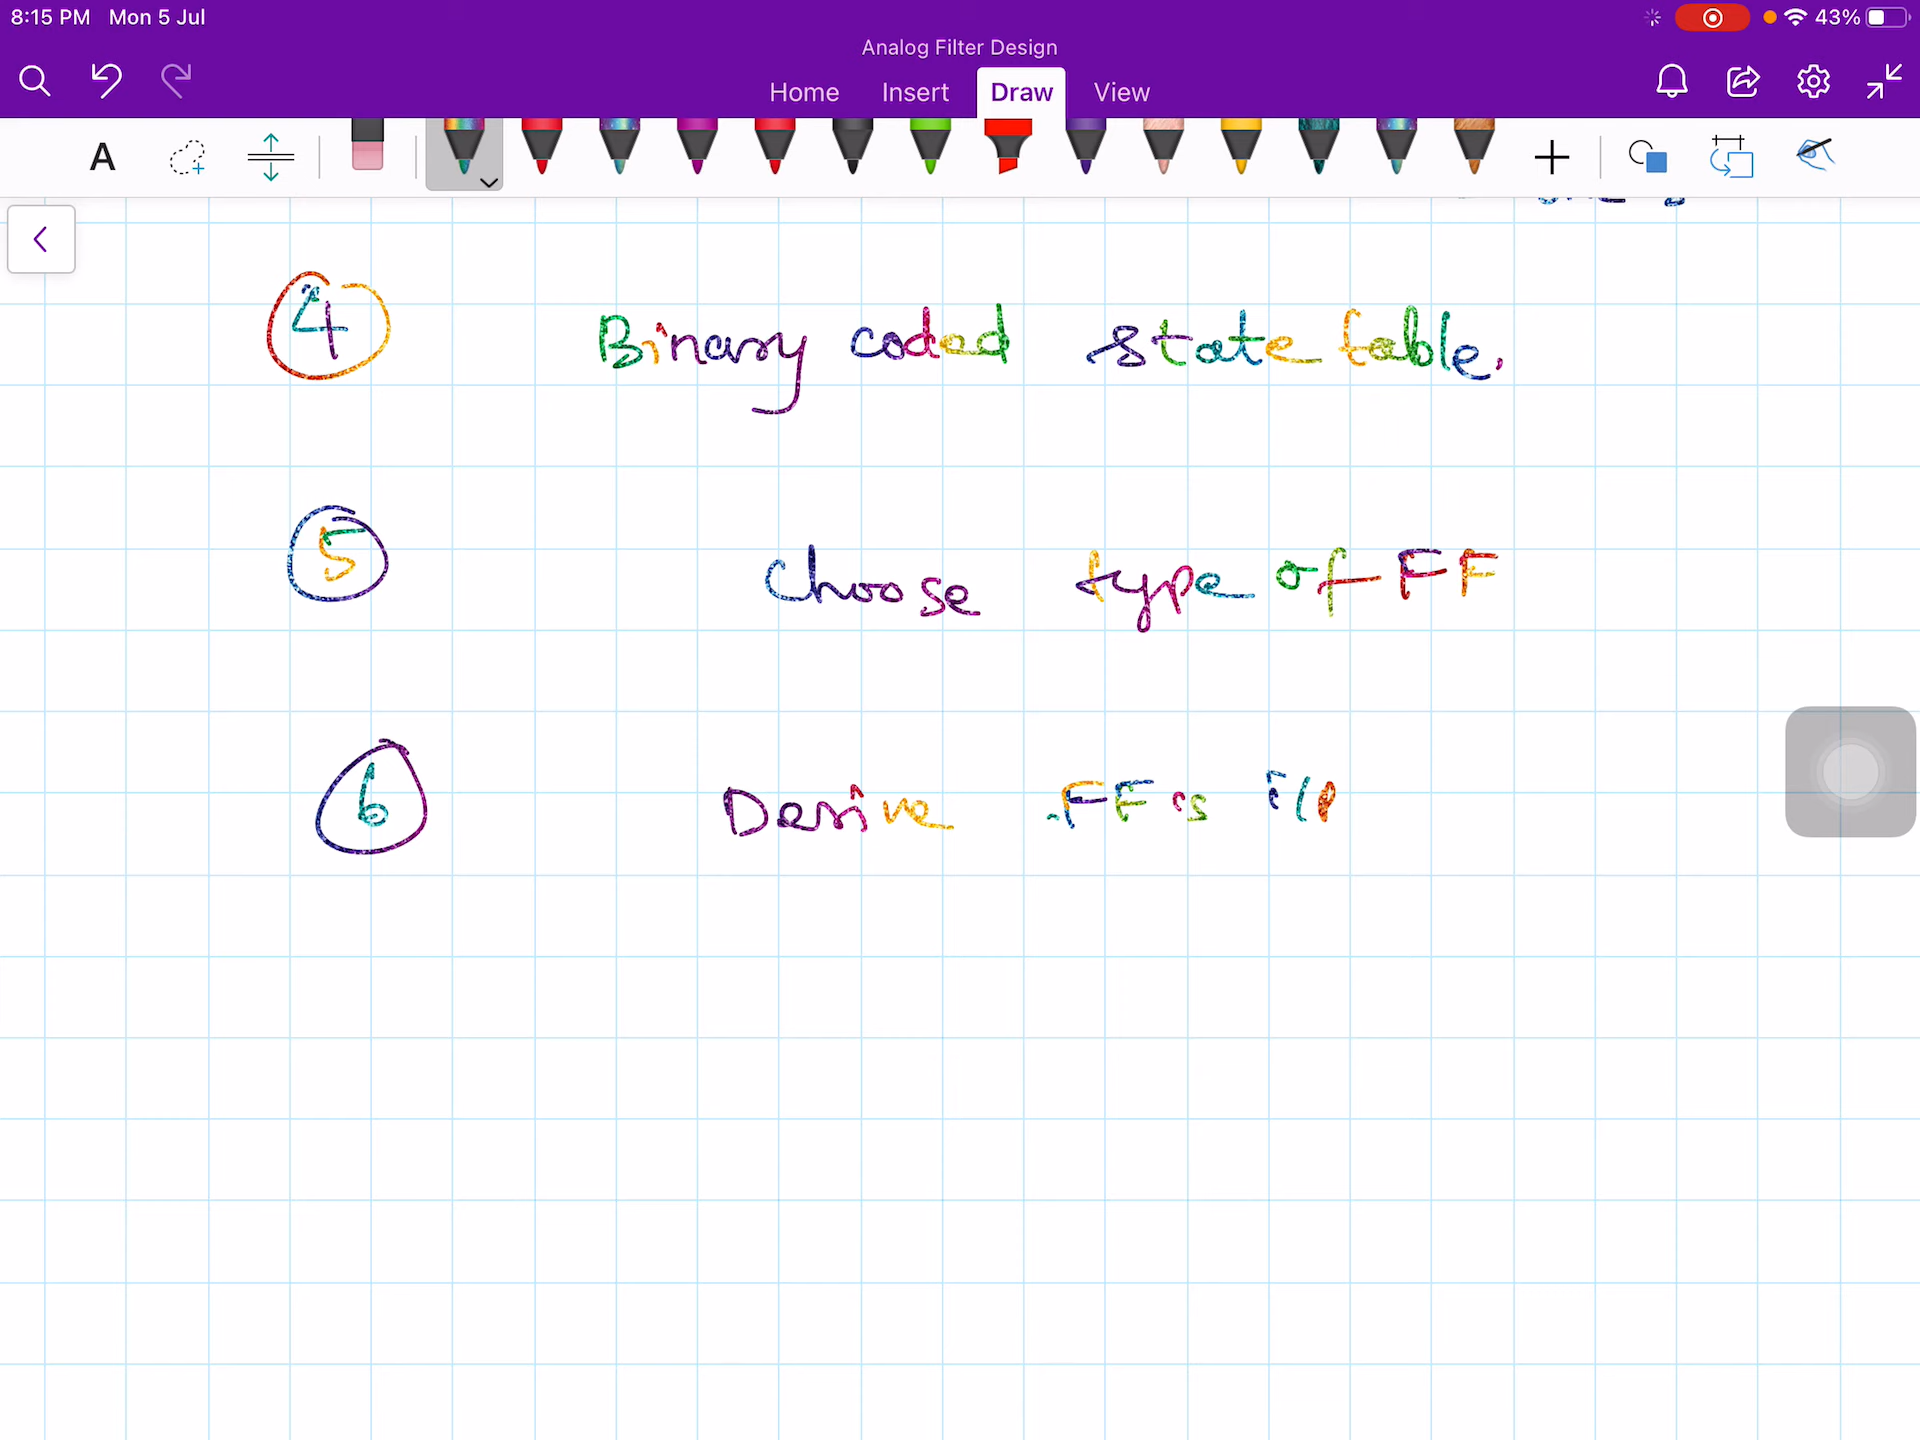 8:15 PM Mon 5 Jul
43%
Analog Filter Design
Home Insert Draw View
A
4 Binary coded state table.
5 Choose type of FF
6 Derive FF's i/p